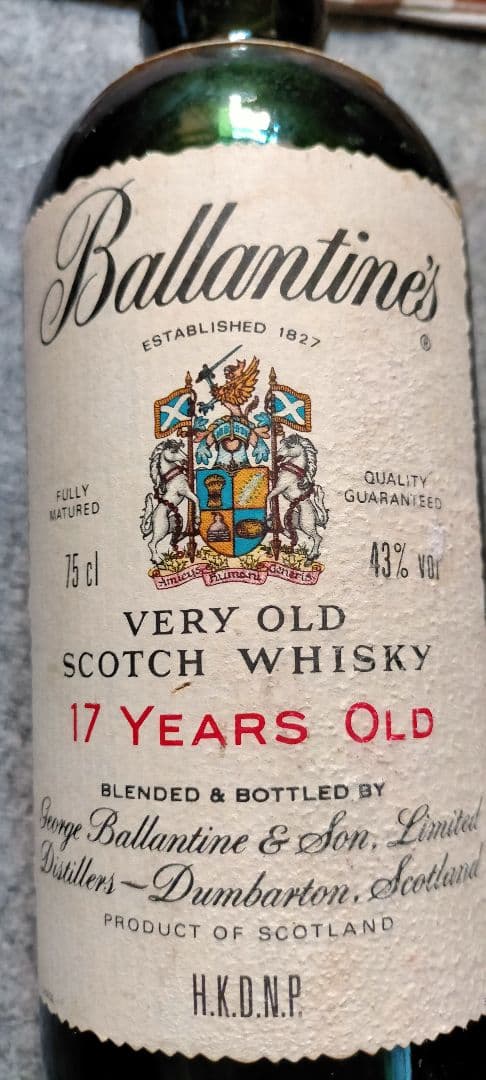 Ballantine's
®
ESTABLISHED 1827
FULLY
MATURED
QUALITY
GUARANTEED
75 cl
43% vol
Amicus Humani Generis
VERY OLD
SCOTCH WHISKY
17 YEARS OLD
BLENDED & BOTTLED BY
George Ballantine & Son, Limited
Distillers – Dumbarton, Scotland
PRODUCT OF SCOTLAND
H.K.D.N.P.